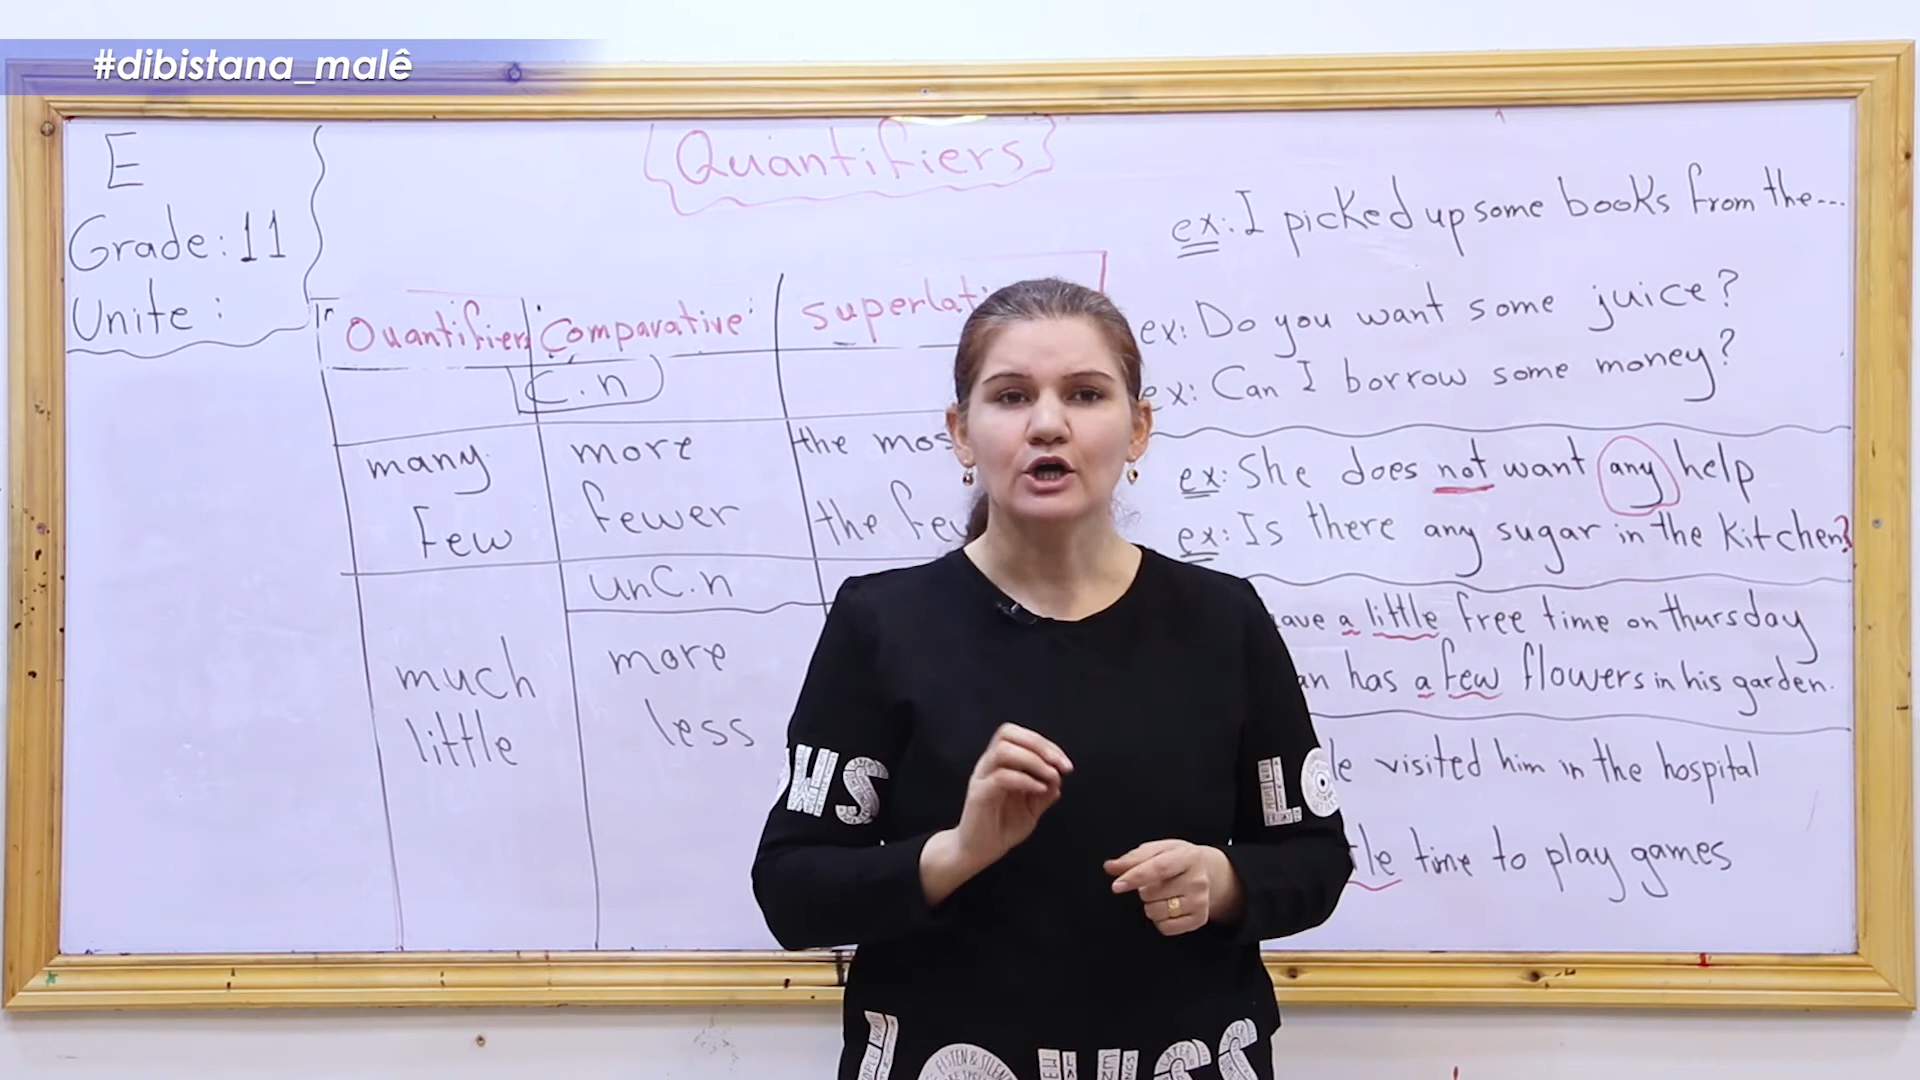 #dibistana_malê
E
Grade: 11
Unite :
Quantifiers
Quantifiers Comparative: superlati
C.n
many more the mos
Few fewer the fe
unC.n
much more
little less
ex: I picked up some books from the...
ex: Do you want some juice?
ex: Can I borrow some money?
ex: She does not want any help
ex: Is there any sugar in the kitchen?
ave a little free time on thursday
an has a few flowers in his garden.
le visited him in the hospital
tle time to play games
WS
LO